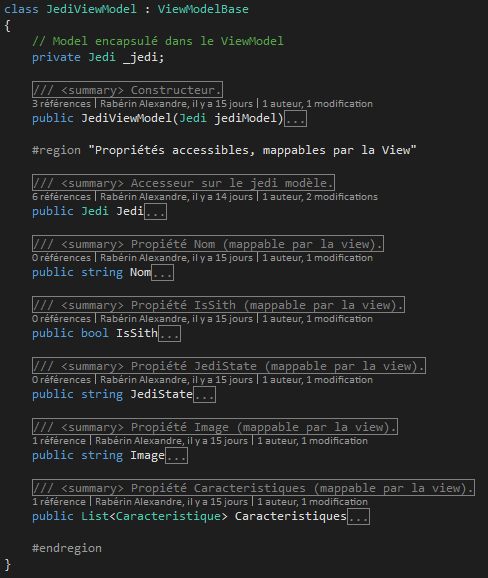 class JediViewModel : ViewModelBase
{
// Model encapsulé dans le ViewModel
private Jedi _jedi;
/// <summary> Constructeur.
3 références | Rabérin Alexandre, il y a 15 jours | 1 auteur, 1 modification
public JediViewModel(Jedi jediModel)...
#region "Propriétés accessibles, mappables par la View"
/// <summary> Accesseur sur le jedi modèle.
6 références | Rabérin Alexandre, il y a 14 jours | 1 auteur, 2 modifications
public Jedi Jedi...
/// <summary> Propiété Nom (mappable par la view).
0 références | Rabérin Alexandre, il y a 15 jours | 1 auteur, 1 modification
public string Nom...
/// <summary> Propiété IsSith (mappable par la view).
0 références | Rabérin Alexandre, il y a 15 jours | 1 auteur, 1 modification
public bool IsSith...
/// <summary> Propiété JediState (mappable par la view).
0 références | Rabérin Alexandre, il y a 15 jours | 1 auteur, 1 modification
public string JediState...
/// <summary> Propiété Image (mappable par la view).
1 référence | Rabérin Alexandre, il y a 15 jours | 1 auteur, 1 modification
public string Image...
/// <summary> Propiété Caracteristiques (mappable par la view).
1 référence | Rabérin Alexandre, il y a 15 jours | 1 auteur, 1 modification
public List<Caracteristique> Caracteristiques...
#endregion
}